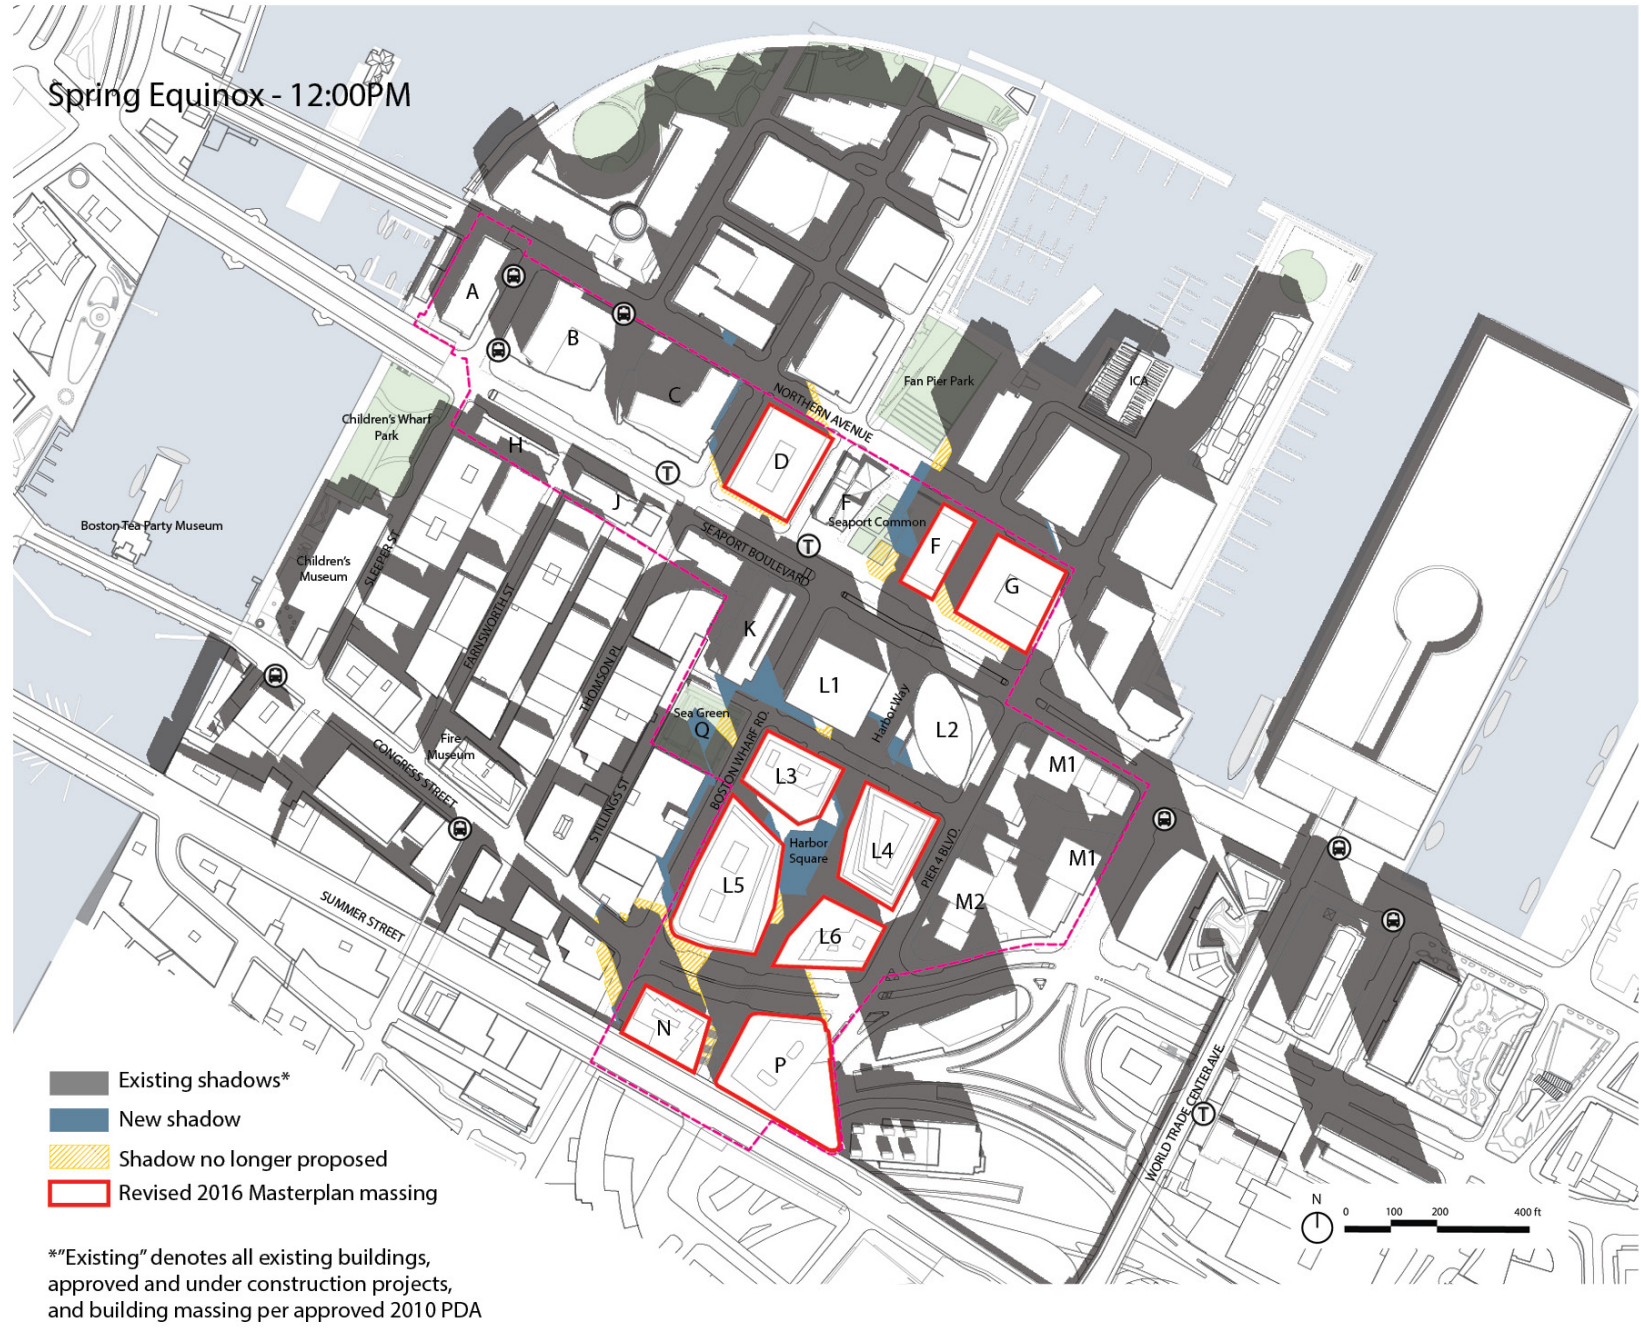 Spring Equinox - 12:00PM
A
B
C
NORTHERN AVENUE
Fan Pier Park
ICA
Children's Wharf
Park
H
D
T
J
F
Seaport Common
Boston Tea Party Museum
SEAPORT BOULEVARD
T
F
G
Children's
Museum
SLEEPER ST
FARNSWORTH ST
THOMSON PL
K
L1
Harbor Way
L2
Sea Green
Q
BOSTON WHARF RD.
Fire
Museum
CONGRESS STREET
STILLINGS ST
L3
M1
Harbor
Square
L4
PIER 4 BLVD.
M1
L5
M2
SUMMER STREET
L6
N
P
WORLD TRADE CENTER AVE.
T
Existing shadows*
New shadow
Shadow no longer proposed
Revised 2016 Masterplan massing
N
0 100 200 400 ft
*"Existing" denotes all existing buildings,
approved and under construction projects,
and building massing per approved 2010 PDA